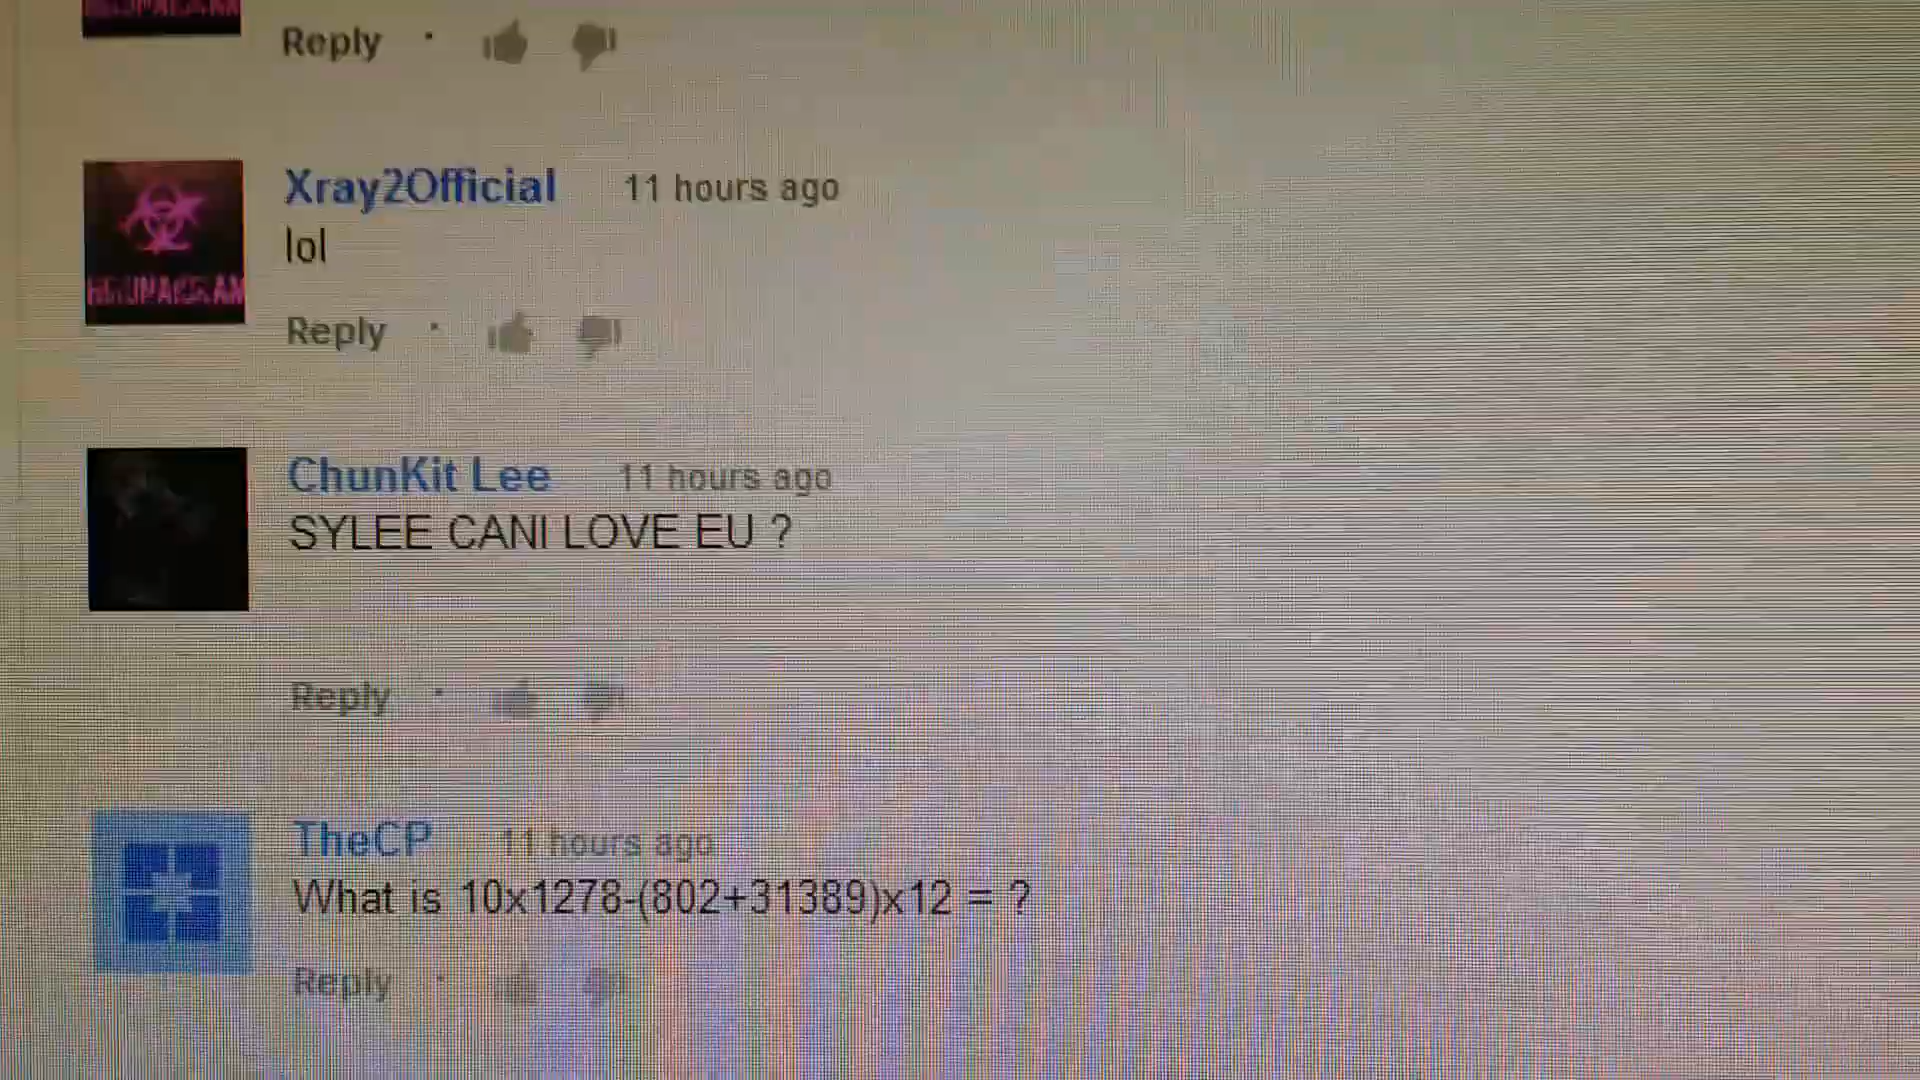 Reply
Xray2Official 11 hours ago
lol
Reply
ChunKit Lee 11 hours ago
SYLEE CANI LOVE EU ?
Reply
TheCP 11 hours ago
What is 10x1278-(802+31389)x12 = ?
Reply